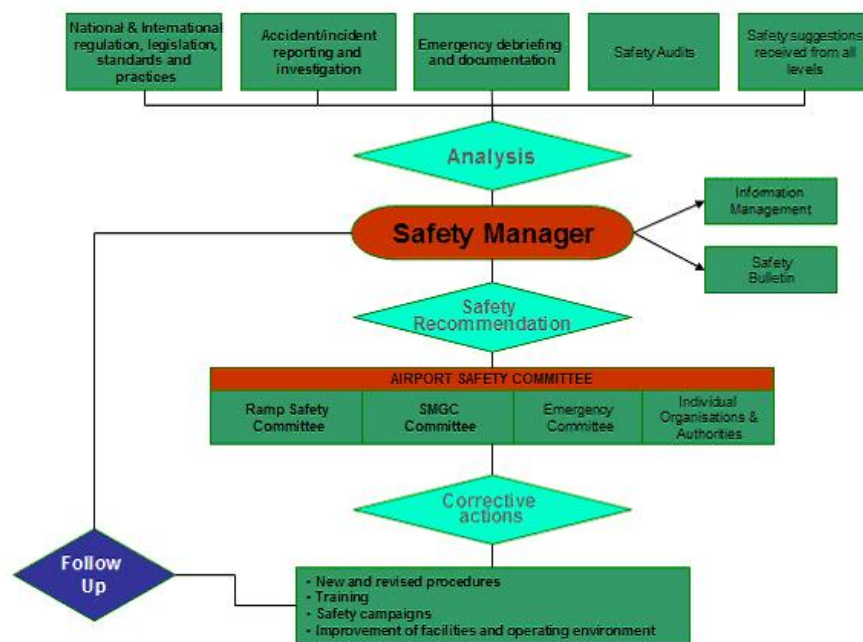 National & International
regulation, legislation,
standards and
practices
Accident/incident
reporting and
investigation
Emergency debriefing
and documentation
Safety Audits
Safety suggestions
received from all
levels
Analysis
Safety Manager
Information
Management
Safety
Bulletin
Safety
Recommendation
AIRPORT SAFETY COMMITTEE
Ramp Safety
Committee
SMGC
Committee
Emergency
Committee
Individual
Organisations &
Authorities
Corrective
actions
Follow
Up
- New and revised procedures
- Training
- Safety campaigns
- Improvement of facilities and operating environment